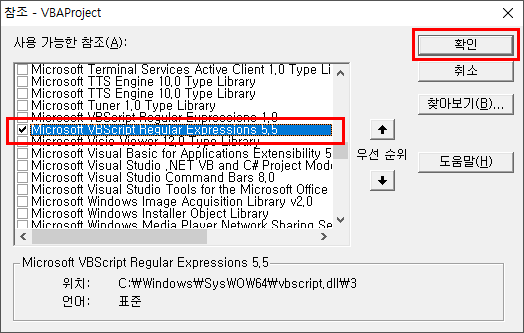 참조 - VBAProject
사용 가능한 참조(A):
확인
Microsoft Terminal Services Active Client 1.0 Type Li
취소
Microsoft TTS Engine 10.0 Type Library
Microsoft TTS Engine 10.0 Type Library
Microsoft Tuner 1.0 Type Library
찾아보기(B)...
Microsoft VBScript Regular Expressions 1.0
Microsoft VBScript Regular Expressions 5.5
Microsoft Visio Viewer 12.0 Type Library
Microsoft Visual Basic for Applications Extensibility 5
우선 순위
Microsoft Visual Studio .NET VB and C# Project Mode
도움말(H)
Microsoft Visual Studio Command Bars 8.0
Microsoft Visual Studio Tools for the Microsoft Office
Microsoft Windows Image Acquisition Library v2.0
Microsoft Windows Installer Object Library
Microsoft Windows Media Player Network Sharing Se
Microsoft VBScript Regular Expressions 5.5
위치: C:₩Windows₩SysWOW64₩vbscript.dll₩3
언어: 표준